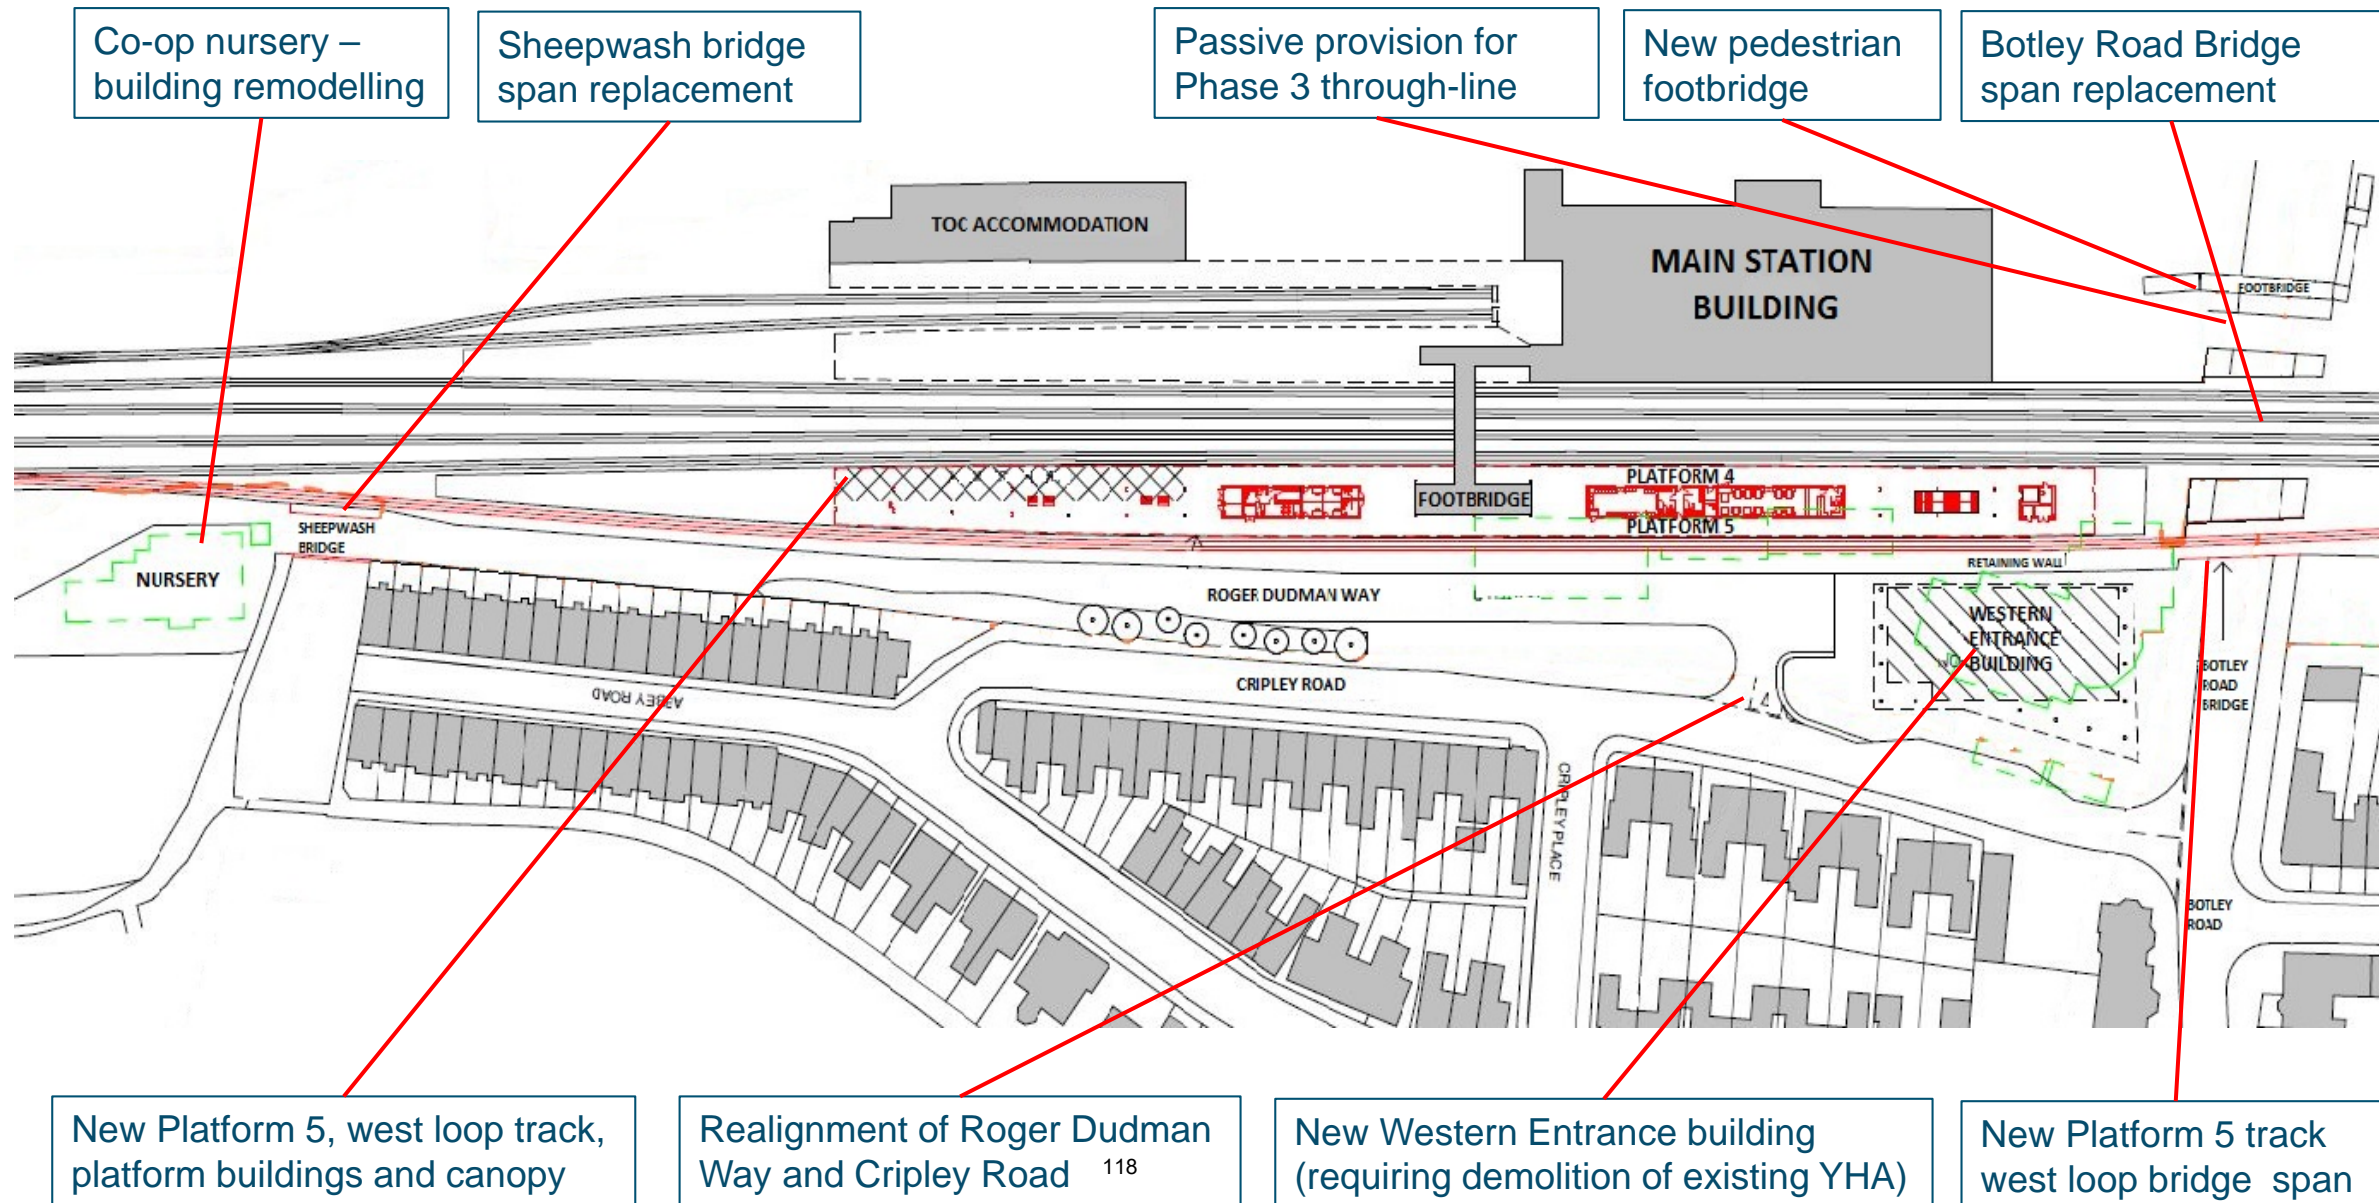 Co-op nursery –
building remodelling
Sheepwash bridge
span replacement
Passive provision for
Phase 3 through-line
New pedestrian
footbridge
Botley Road Bridge
span replacement
TOC ACCOMMODATION
MAIN STATION
BUILDING
FOOTBRIDGE
PLATFORM 4
FOOTBRIDGE
PLATFORM 5
SHEEPWASH
BRIDGE
NURSERY
RETAINING WALL
ROGER DUDMAN WAY
WESTERN
ENTRANCE
BUILDING
BOTLEY
ROAD
BRIDGE
CRIPLEY ROAD
ABBEY ROAD
CRIPLEY PLACE
BOTLEY
ROAD
New Platform 5, west loop track,
platform buildings and canopy
Realignment of Roger Dudman
Way and Cripley Road
118
New Western Entrance building
(requiring demolition of existing YHA)
New Platform 5 track
west loop bridge span